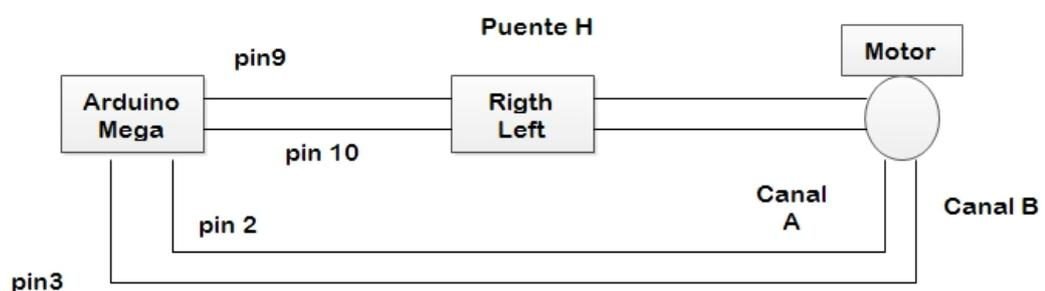 Puente H
Motor
pin9
Arduino
Mega
Rigth
Left
pin 10
Canal
A
Canal B
pin 2
pin3